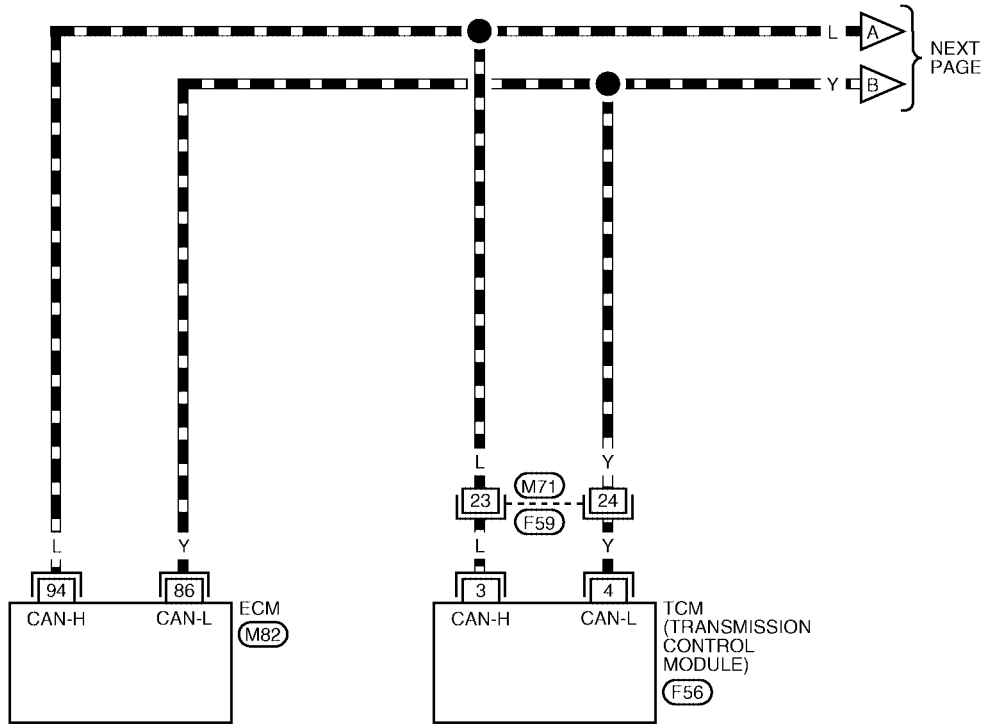 L
A
NEXT
PAGE
Y
B
L
Y
23
M71
24
F59
L
Y
L
Y
94
86
3
4
CAN-H
CAN-L
ECM
M82
CAN-H
CAN-L
TCM
(TRANSMISSION
CONTROL
MODULE)
F56